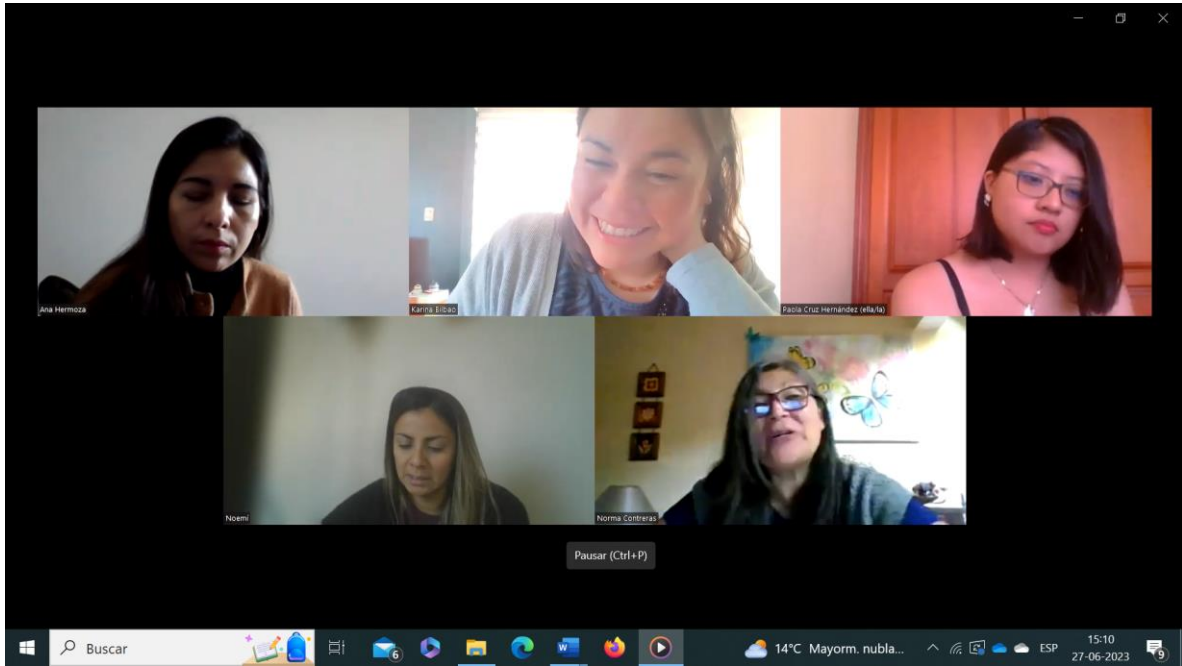 Ana Hermoza
Karina Bilbao
Paola Cruz Hernández (ella/la)
Noemi
Norma Contreras
Pausar (Ctrl+P)
Buscar
6
14°C Mayorm. nubla...
ESP
15:10
27-06-2023
9